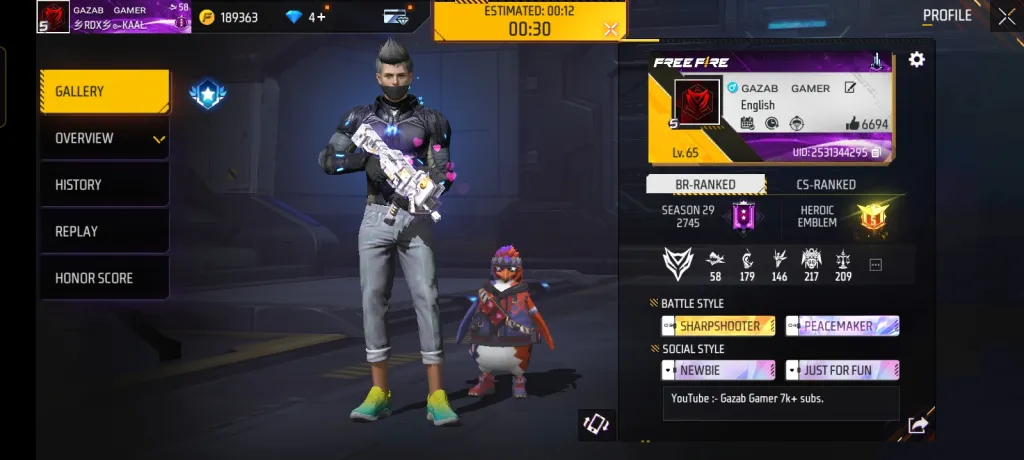 GAZAB GAMER
58
乡RDX乡
KAAL
189363
4+
ESTIMATED: 00:12
00:30
PROFILE
GALLERY
OVERVIEW
HISTORY
REPLAY
HONOR SCORE
FREE FIRE
GAZAB GAMER
English
6694
Lv. 65
UID:2531344295
BR-RANKED
CS-RANKED
SEASON 29
2745
HEROIC
EMBLEM
5
58 179 146 217 209
BATTLE STYLE
SHARPSHOOTER PEACEMAKER
SOCIAL STYLE
NEWBIE JUST FOR FUN
YouTube :- Gazab Gamer 7k+ subs.